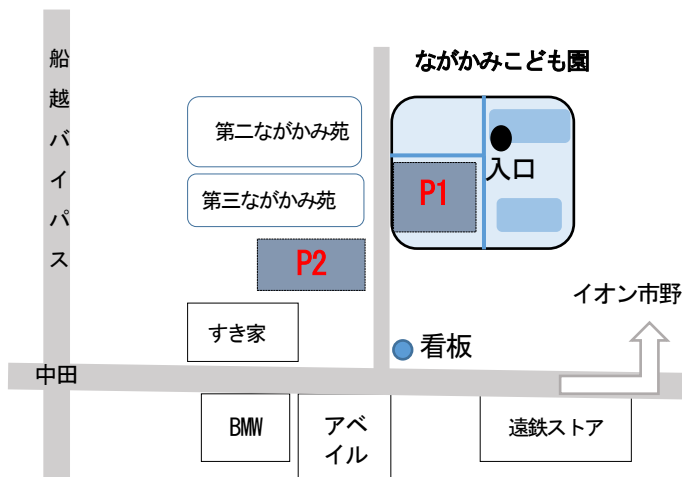 船越バイパス
ながかみこども園
第二ながかみ苑
入口
P1
第三ながかみ苑
P2
イオン市野
すき家
看板
中田
BMW
アベ
イル
遠鉄ストア